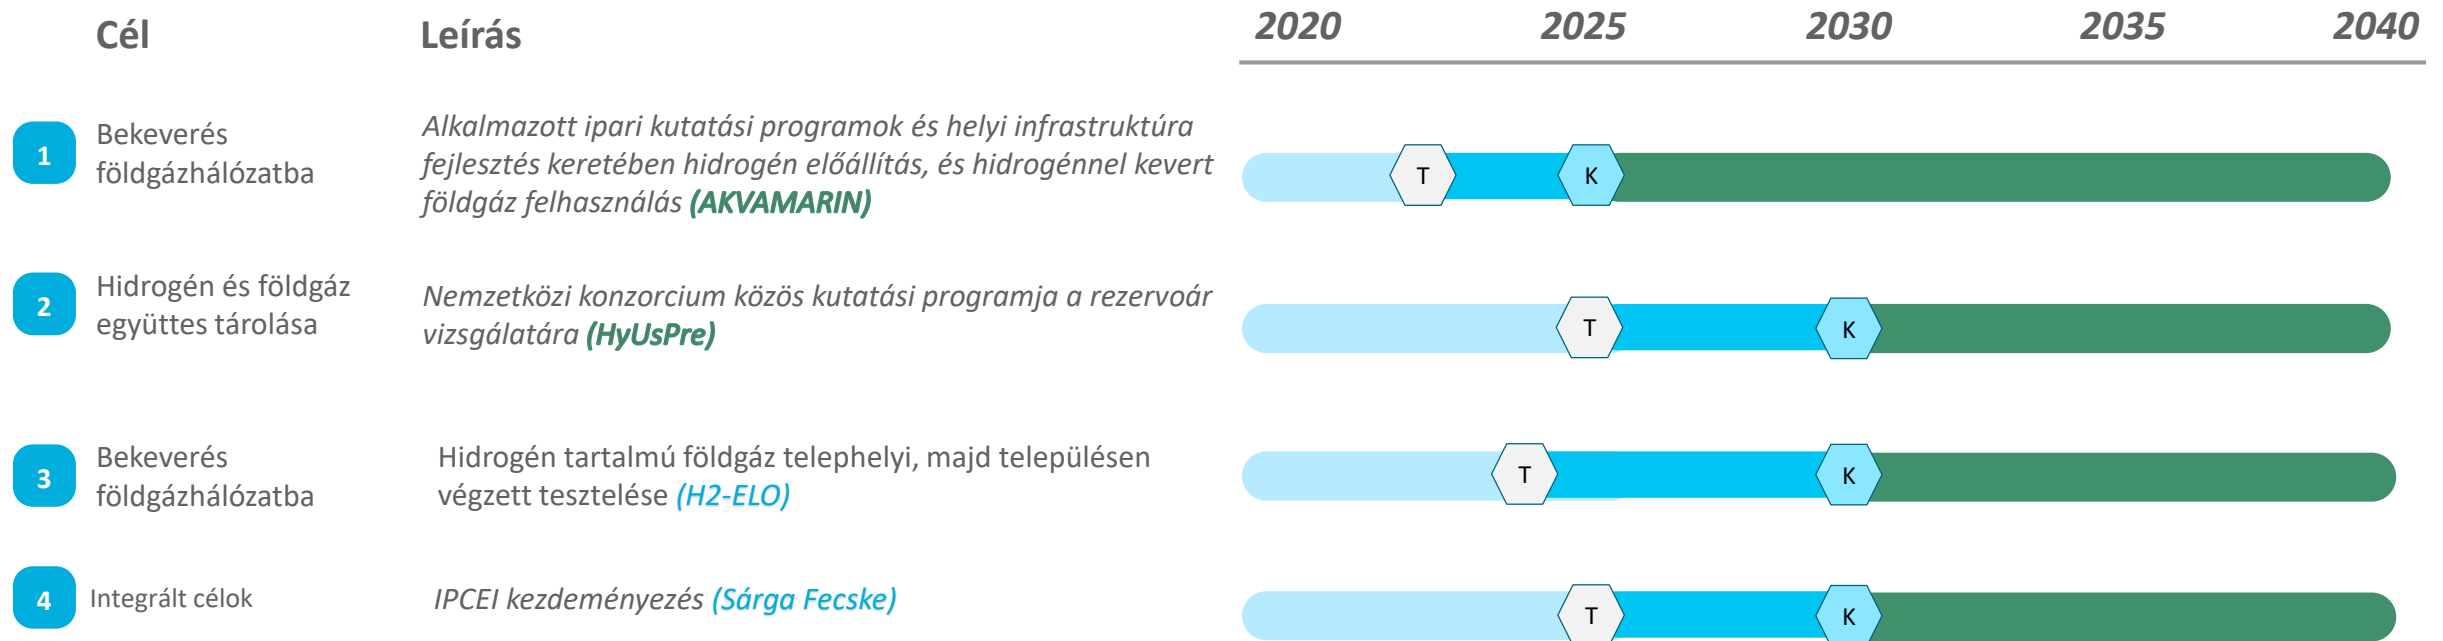 Cél Leírás 2020 2025 2030 2035 2040
1
Bekeverés
földgázhálózatba
Alkalmazott ipari kutatási programok és helyi infrastruktúra
fejlesztés keretében hidrogén előállítás, és hidrogénnel kevert
földgáz felhasználás (AKVAMARIN)
T K
2
Hidrogén és földgáz
együttes tárolása
Nemzetközi konzorcium közös kutatási programja a rezervoár
vizsgálatára (HyUsPre)
T K
3
Bekeverés
földgázhálózatba
Hidrogén tartalmú földgáz telephelyi, majd településen
végzett tesztelése (H2-ELO)
T K
4
Integrált célok
IPCEI kezdeményezés (Sárga Fecske)
T K